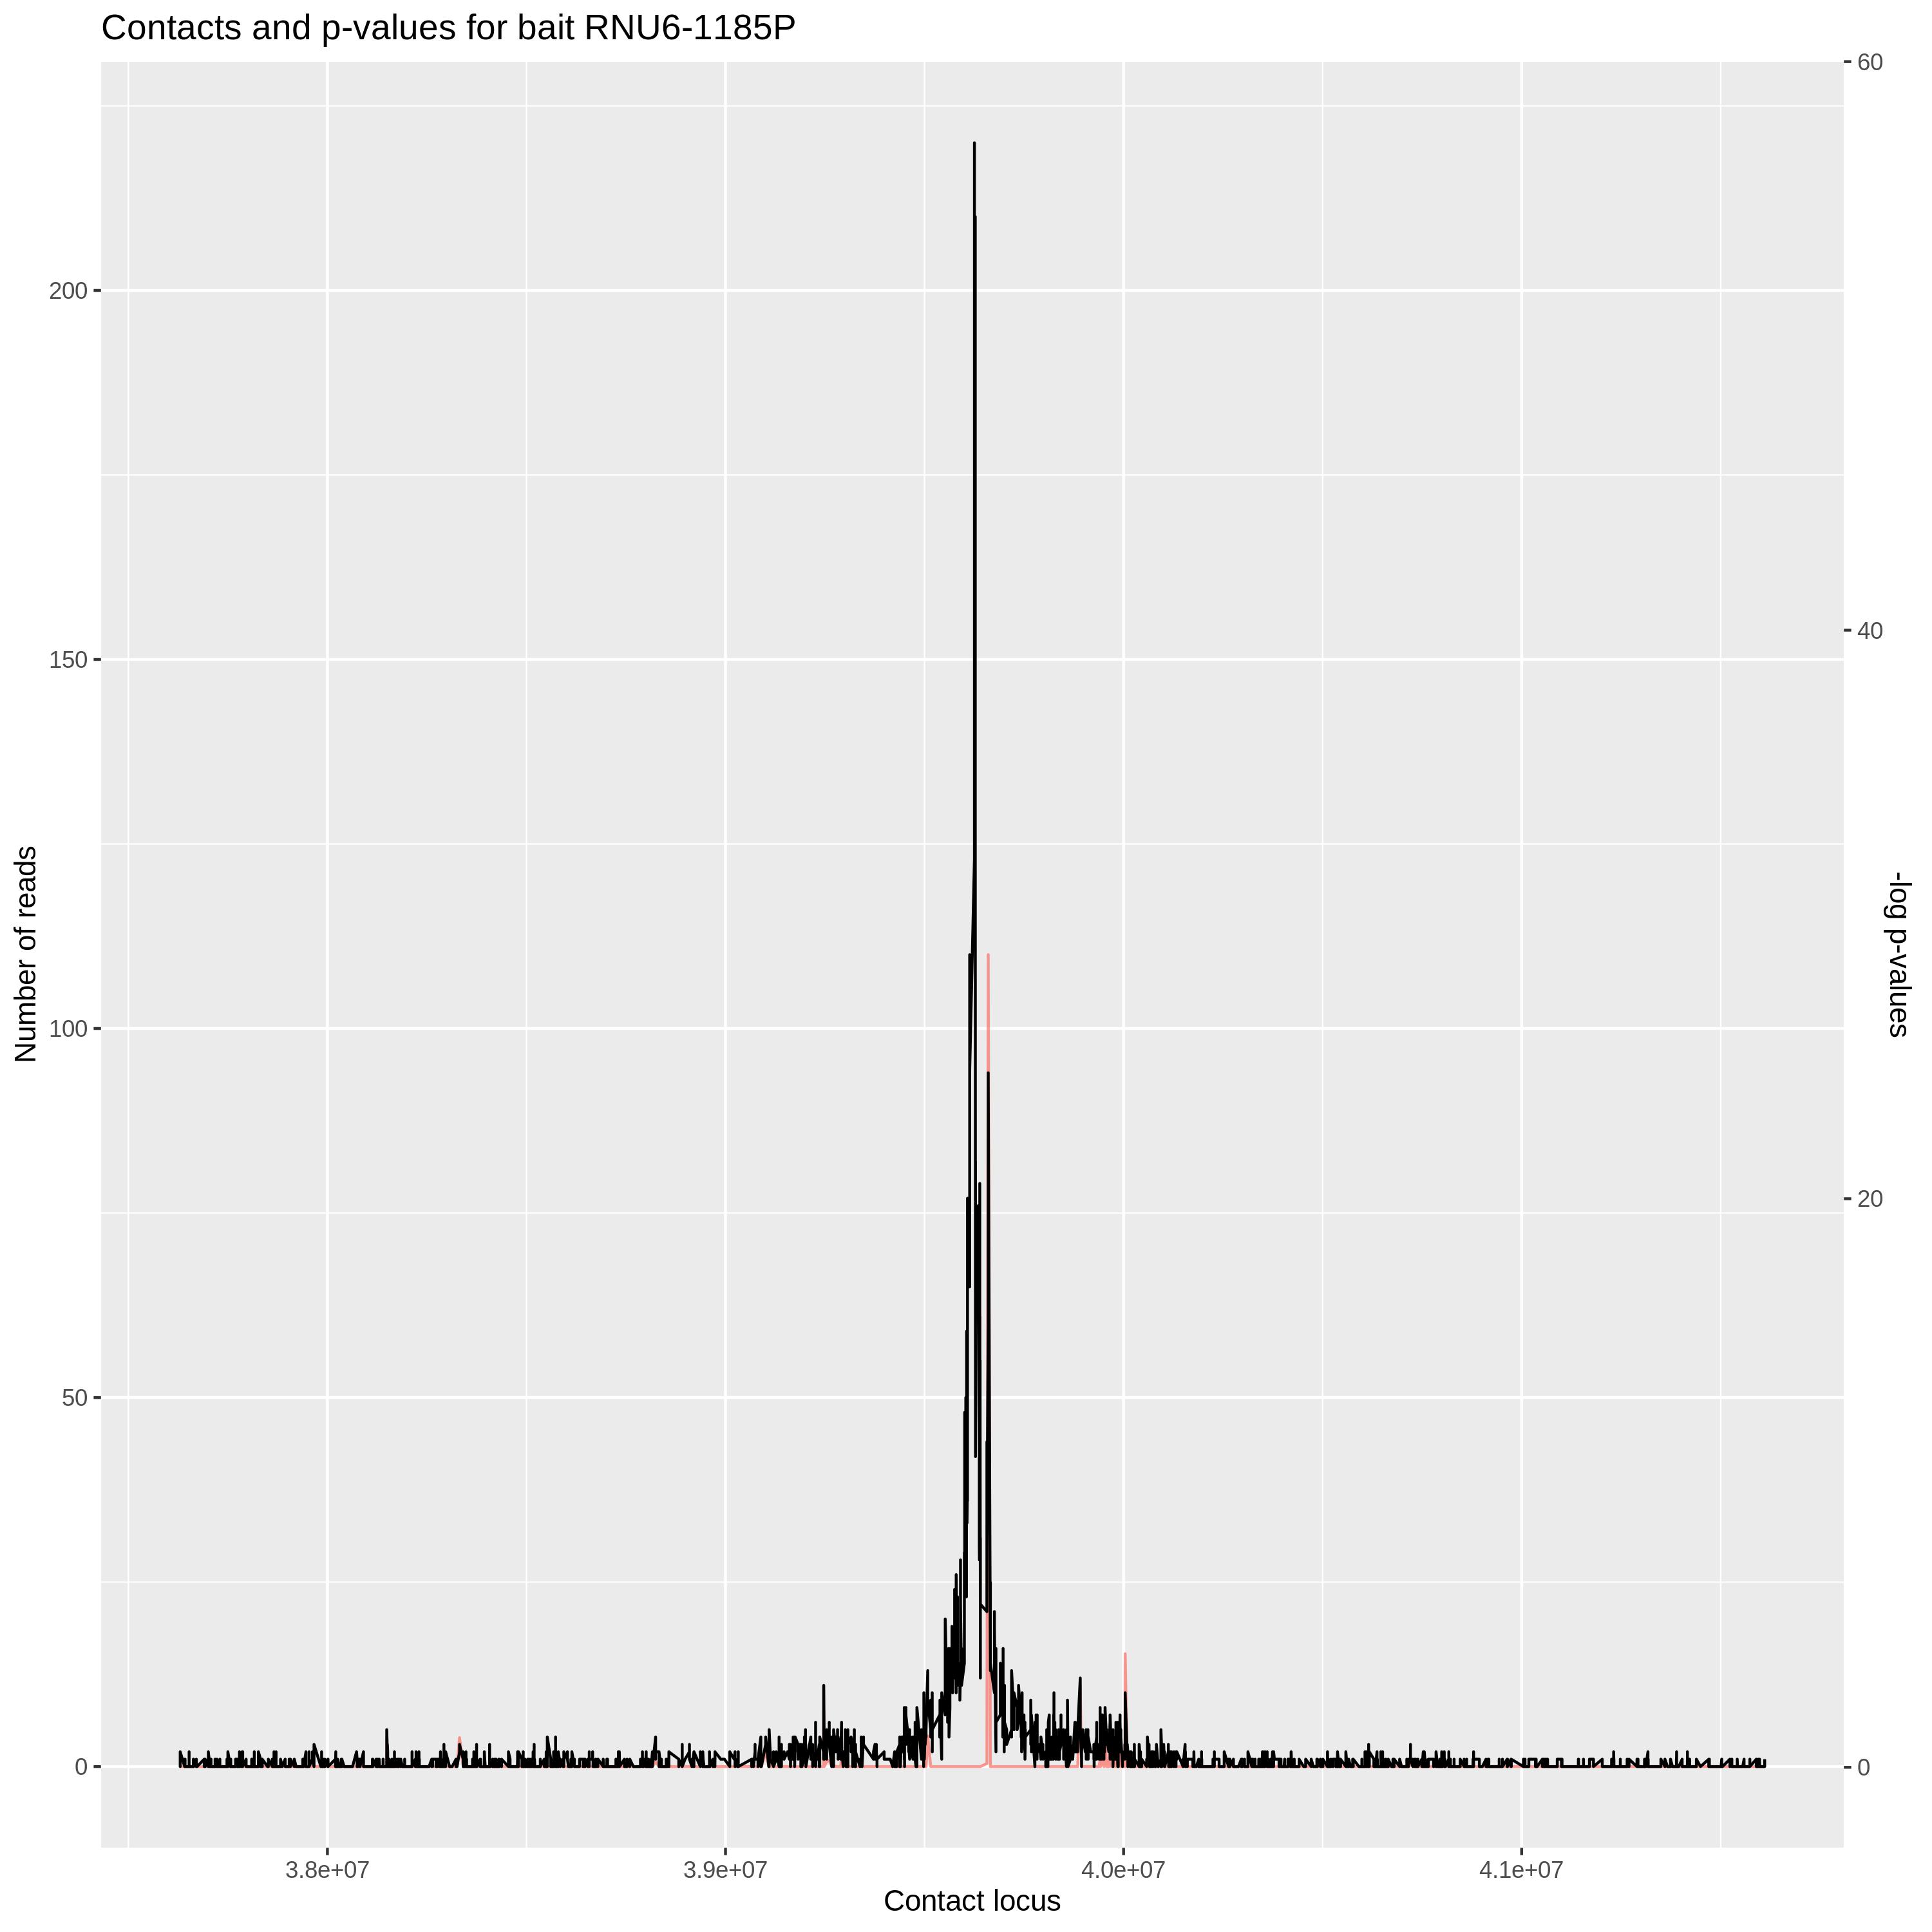 Contacts and p-values for bait RNU6-1185P
60
200
150
40
Number of reads
-log p-values
100
20
50
0
0
3.8e+07
3.9e+07
4.0e+07
4.1e+07
Contact locus